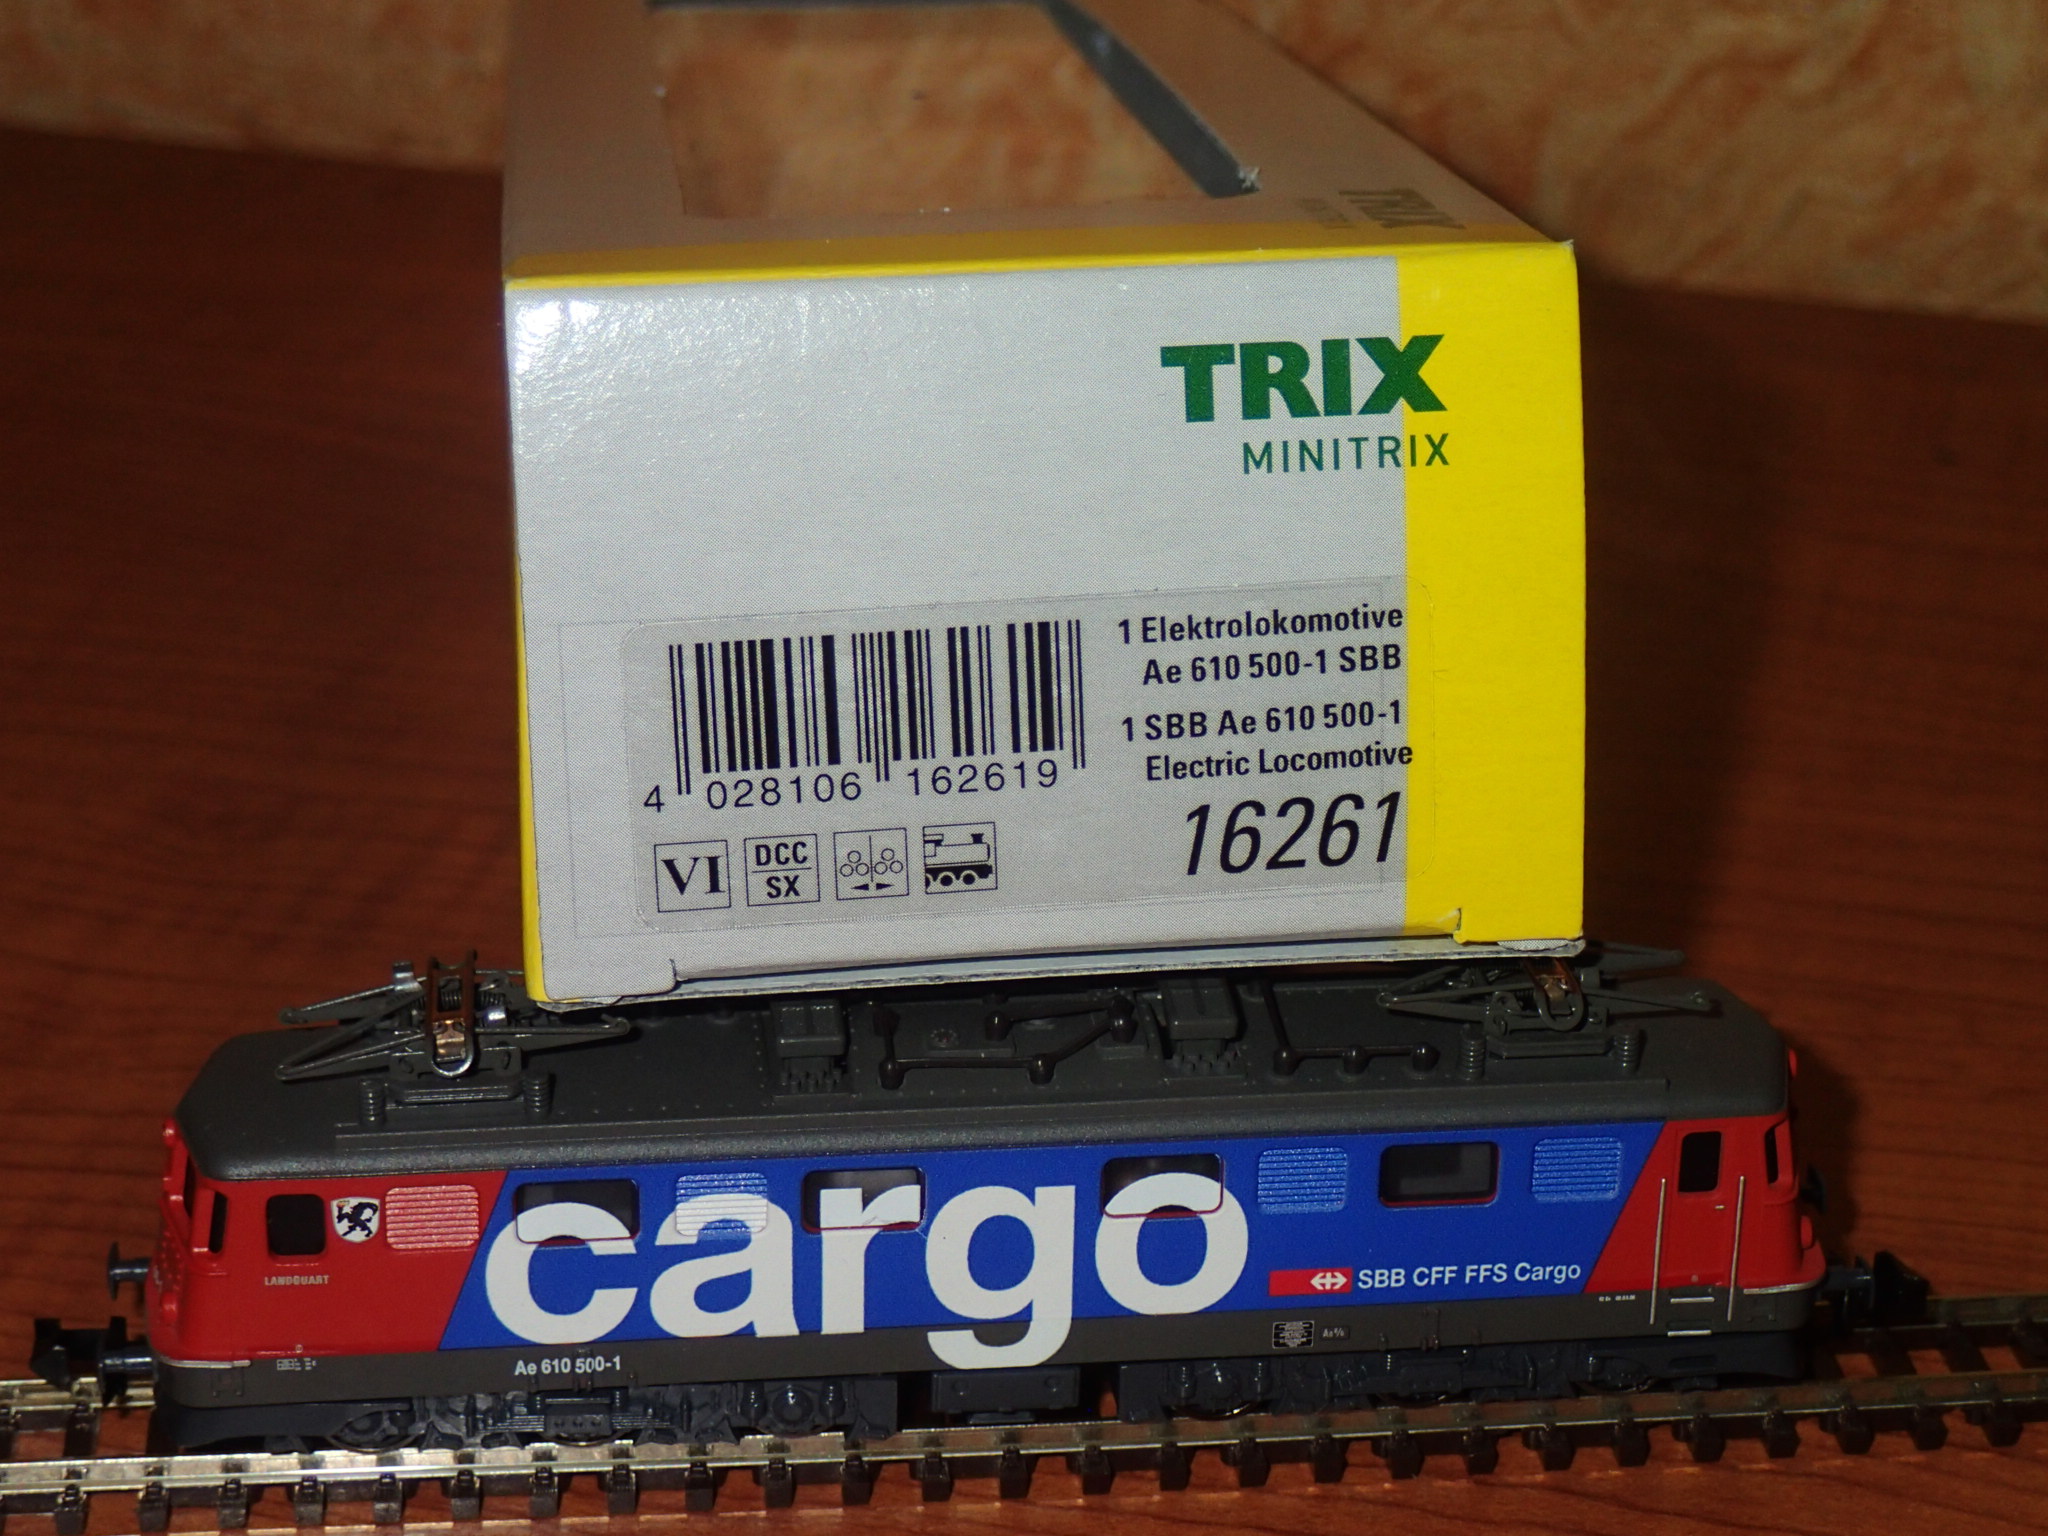 TRIX
TRIX
MINITRIX
1 Elektrolokomotive
Ae 610 500-1 SBB
1 SBB Ae 610 500-1
Electric Locomotive
4 028106 162619
16261
VI
DCC
SX
cargo
LANDQUART
SBB CFF FFS Cargo
Ae 610 500-1